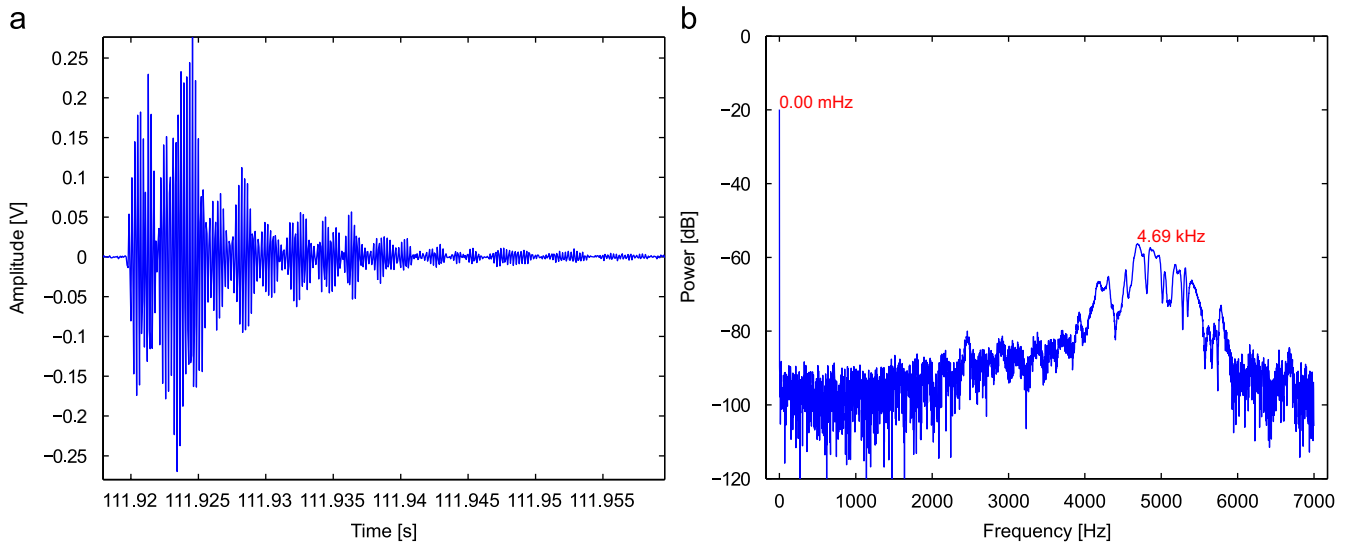 a
0.25
0.2
0.15
0.1
0.05
0
−0.05
−0.1
−0.15
−0.2
−0.25
Amplitude [V]
111.92 111.925 111.93 111.935 111.94 111.945 111.95 111.955
Time [s]
b
0
−20
−40
−60
−80
−100
−120
Power [dB]
0.00 mHz
4.69 kHz
0 1000 2000 3000 4000 5000 6000 7000
Frequency [Hz]